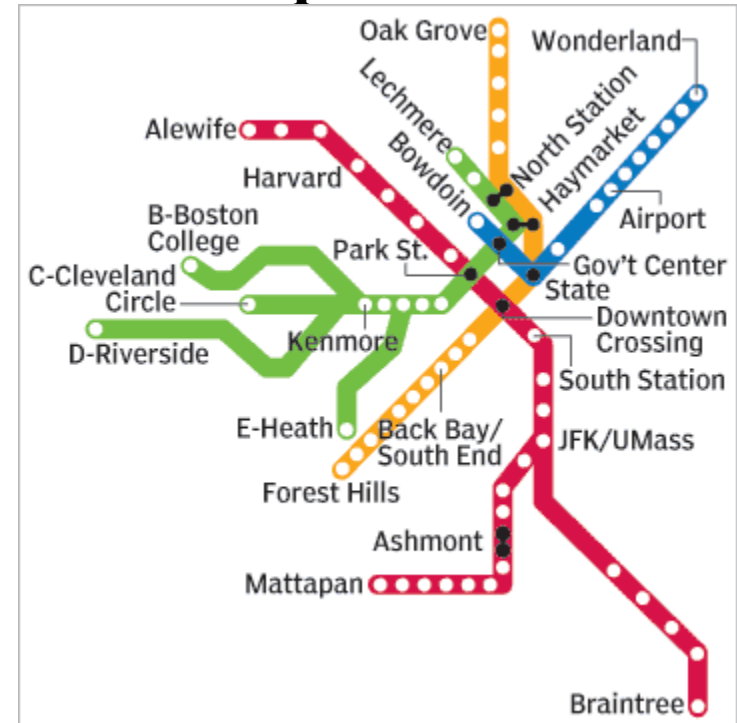 Oak Grove
Wonderland
Lechmere
North Station
Alewife
Bowdoin
Haymarket
Harvard
B-Boston
College
Airport
Park St.
C-Cleveland
Circle
Gov't Center
State
Kenmore
Downtown
Crossing
D-Riverside
South Station
E-Heath
Back Bay/
South End
JFK/UMass
Forest Hills
Ashmont
Mattapan
Braintree